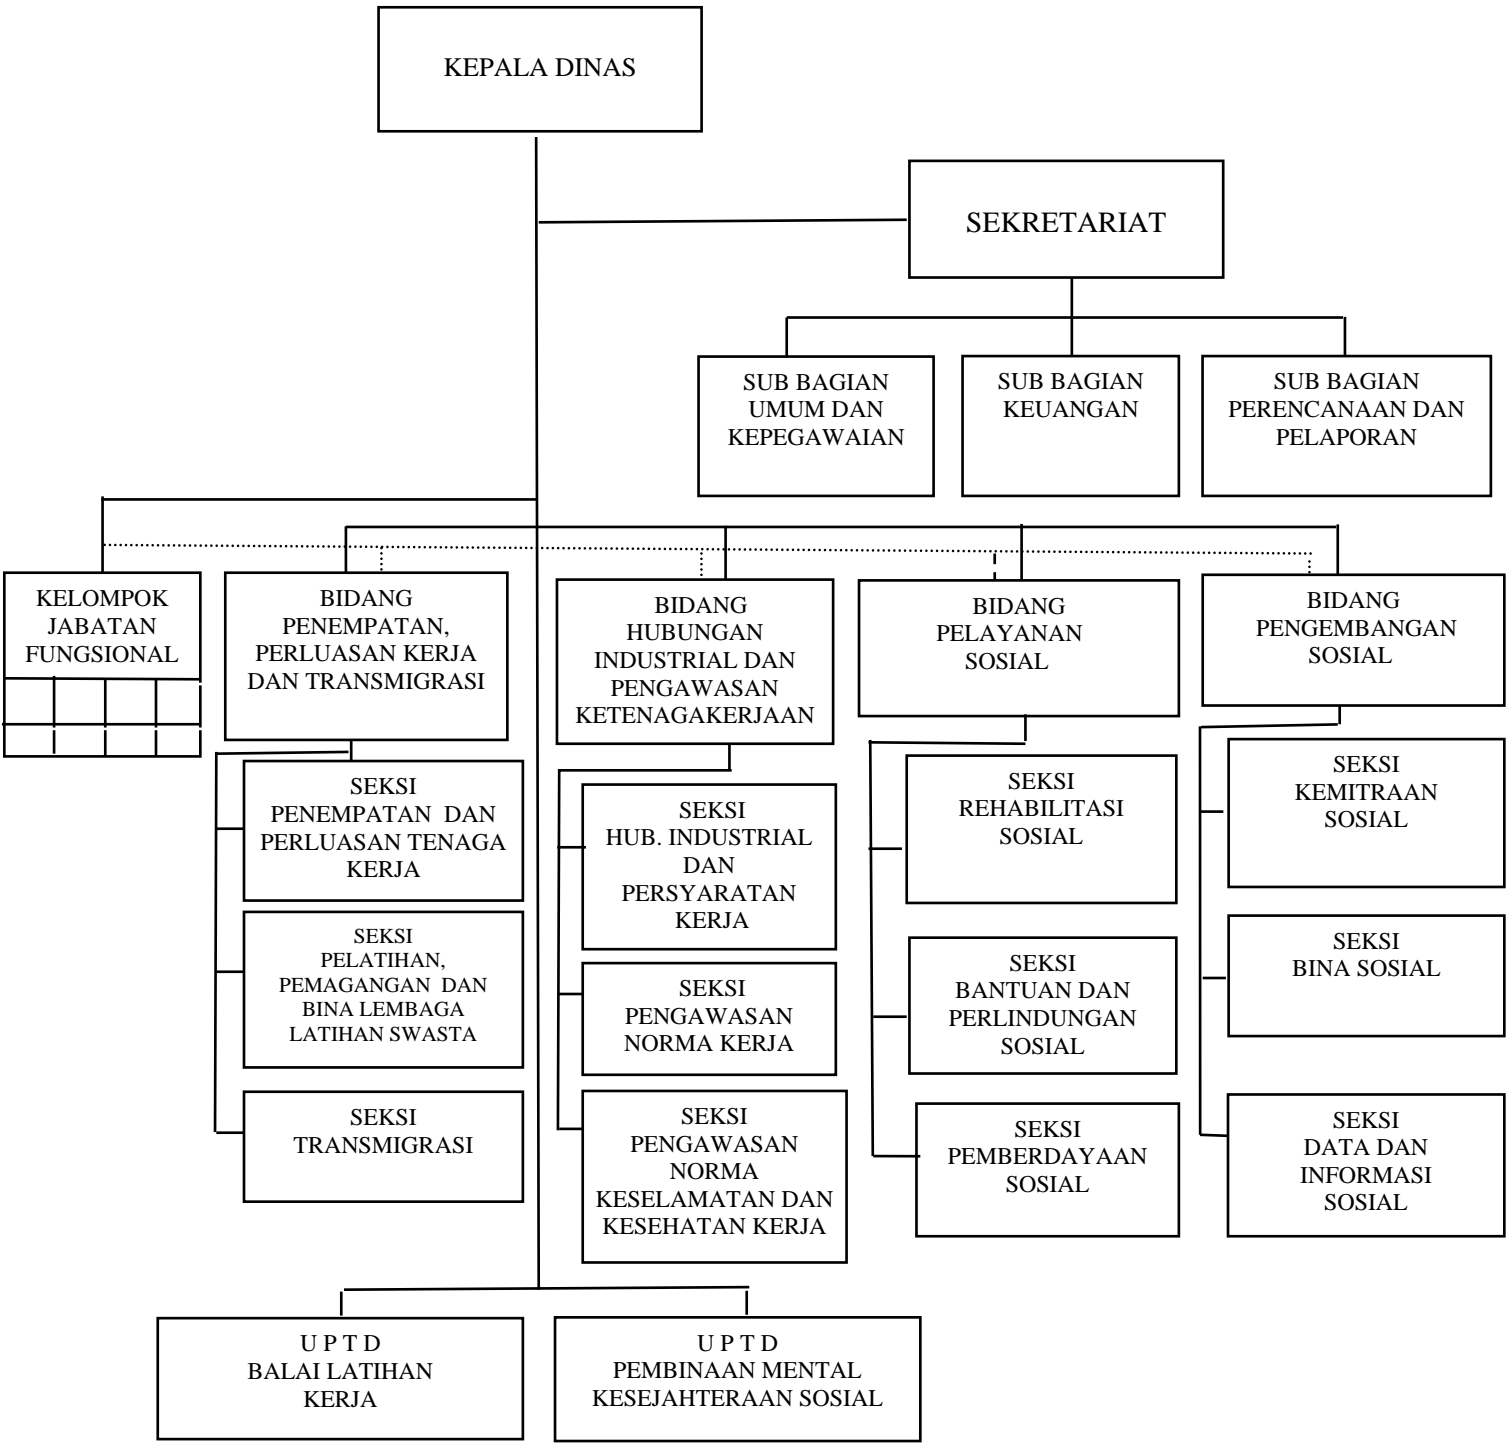 KEPALA DINAS
SEKRETARIAT
SUB BAGIAN
UMUM DAN
KEPEGAWAIAN
SUB BAGIAN
KEUANGAN
SUB BAGIAN
PERENCANAAN DAN
PELAPORAN
KELOMPOK
JABATAN
FUNGSIONAL
BIDANG
PENEMPATAN,
PERLUASAN KERJA
DAN TRANSMIGRASI
BIDANG
HUBUNGAN
INDUSTRIAL DAN
PENGAWASAN
KETENAGAKERJAAN
BIDANG
PELAYANAN
SOSIAL
BIDANG
PENGEMBANGAN
SOSIAL
SEKSI
PENEMPATAN DAN
PERLUASAN TENAGA
KERJA
SEKSI
PELATIHAN,
PEMAGANGAN DAN
BINA LEMBAGA
LATIHAN SWASTA
SEKSI
TRANSMIGRASI
SEKSI
HUB. INDUSTRIAL
DAN
PERSYARATAN
KERJA
SEKSI
PENGAWASAN
NORMA KERJA
SEKSI
PENGAWASAN
NORMA
KESELAMATAN DAN
KESEHATAN KERJA
SEKSI
REHABILITASI
SOSIAL
SEKSI
BANTUAN DAN
PERLINDUNGAN
SOSIAL
SEKSI
PEMBERDAYAAN
SOSIAL
SEKSI
KEMITRAAN
SOSIAL
SEKSI
BINA SOSIAL
SEKSI
DATA DAN
INFORMASI
SOSIAL
U P T D
BALAI LATIHAN
KERJA
U P T D
PEMBINAAN MENTAL
KESEJAHTERAAN SOSIAL